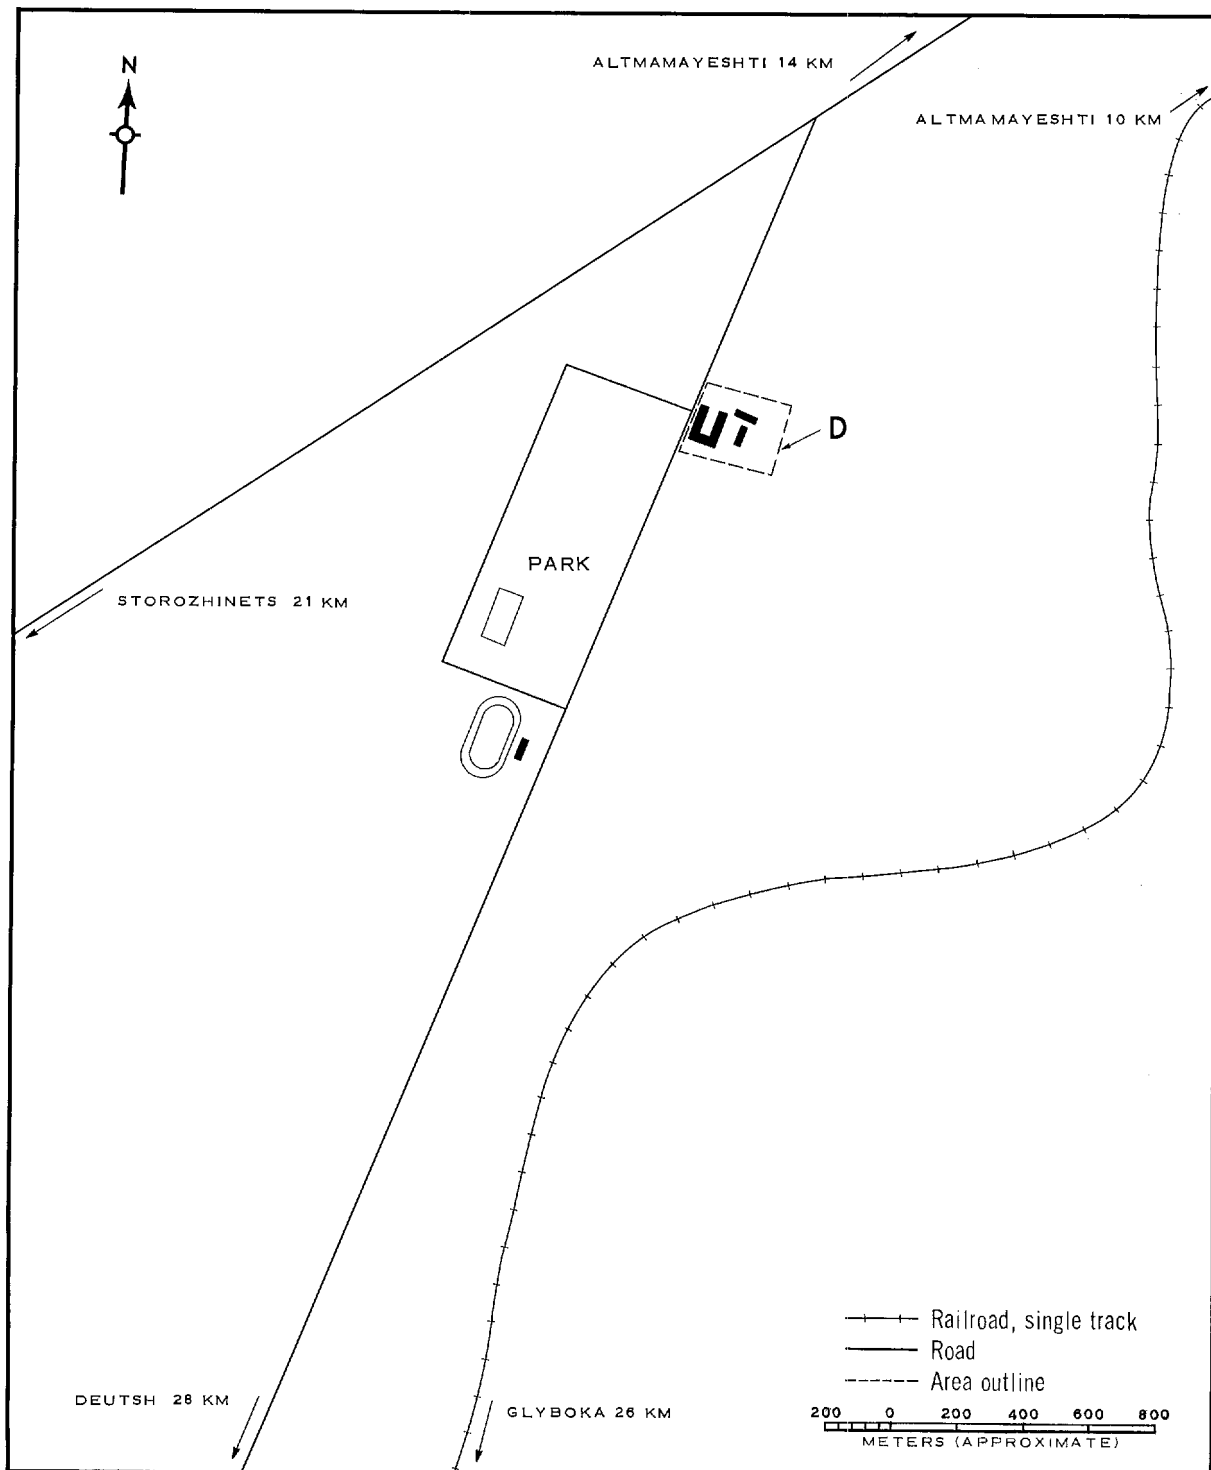 N
ALTMAMAYESHTI 14 KM
ALTMAMAYESHTI 10 KM
D
PARK
STOROZHINETS 21 KM
Railroad, single track
Road
Area outline
DEUTSH 28 KM
GLYBOKA 26 KM
200 0 200 400 600 800
METERS (APPROXIMATE)